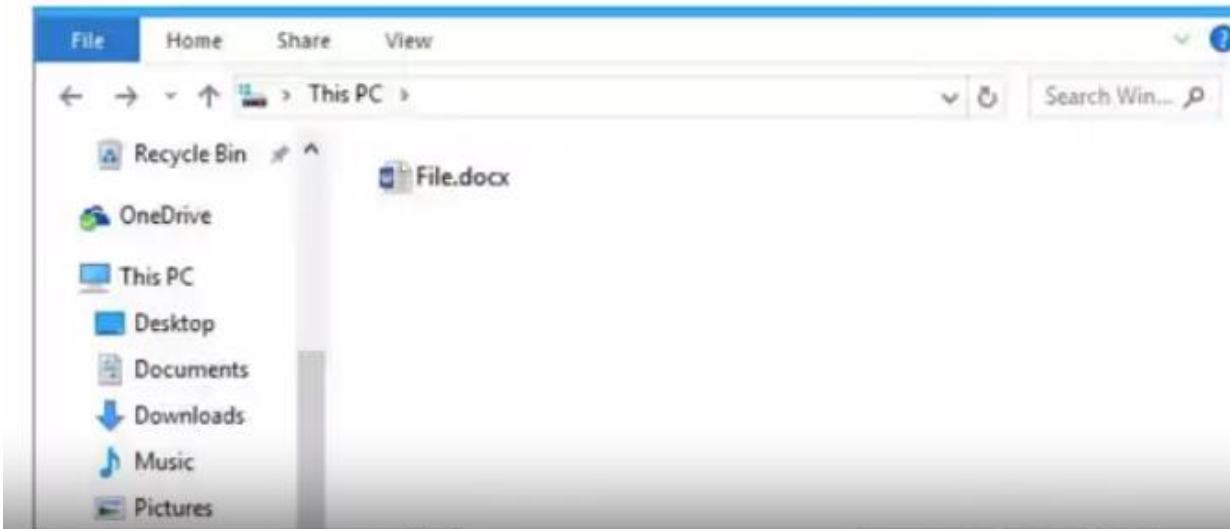 File Home Share View
This PC
Search Win...
Recycle Bin
File.docx
OneDrive
This PC
Desktop
Documents
Downloads
Music
Pictures